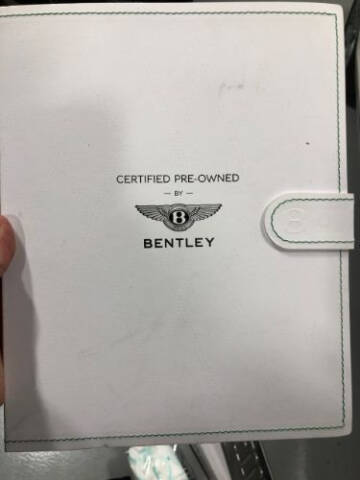 CERTIFIED PRE-OWNED
— BY —
B
BENTLEY
B